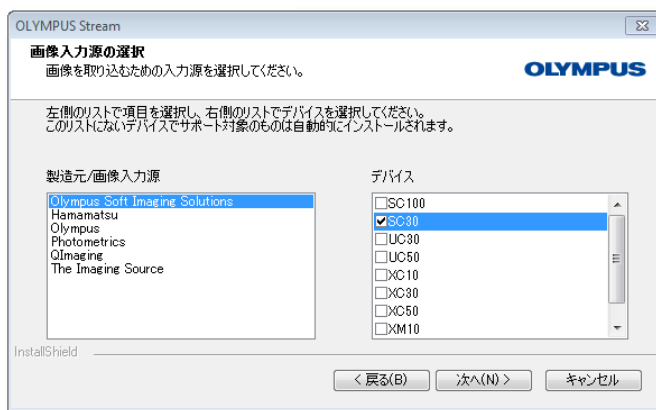 OLYMPUS Stream
画像入力源の選択
画像を取り込むための入力源を選択してください。
OLYMPUS
左側のリストで項目を選択し、右側のリストでデバイスを選択してください。
このリストにないデバイスでサポート対象のものは自動的にインストールされます。
製造元/画像入力源
Olympus Soft Imaging Solutions
Hamamatsu
Olympus
Photometrics
QImaging
The Imaging Source
デバイス
SC100
SC30
UC30
UC50
XC10
XC30
XC50
XM10
InstallShield
< 戻る(B)
次へ(N) >
キャンセル